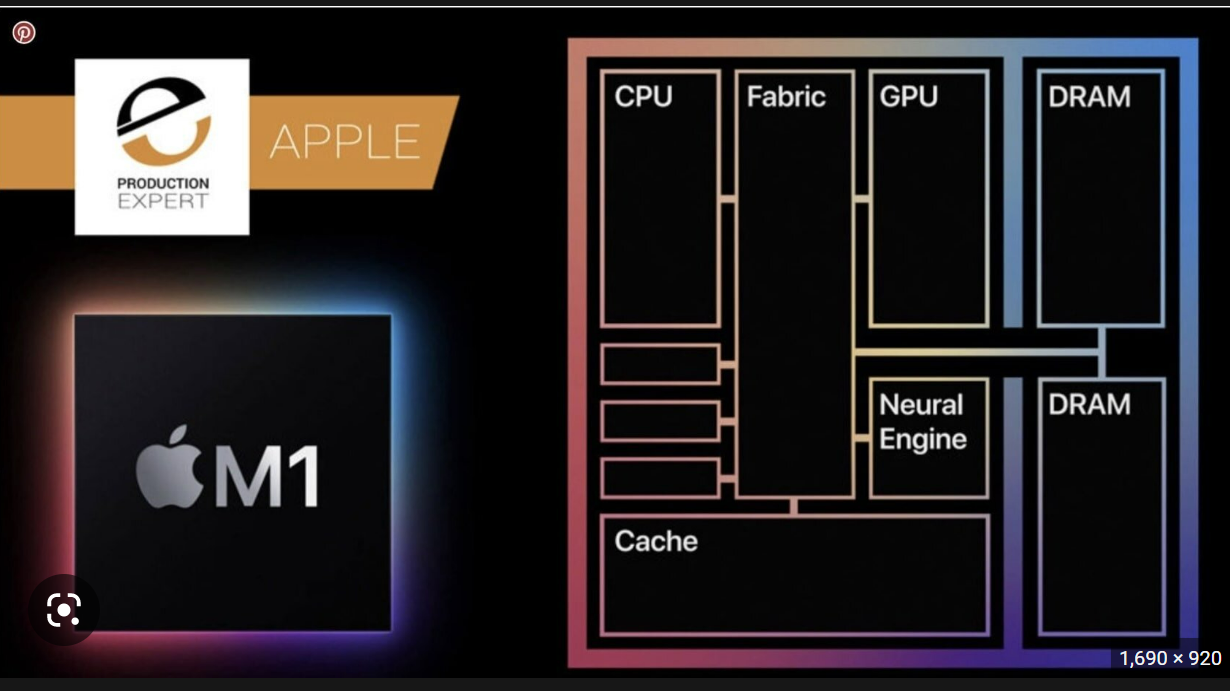 PRODUCTION
EXPERT
APPLE
M1
CPU
Fabric
GPU
DRAM
Neural
Engine
DRAM
Cache
1,690 × 920